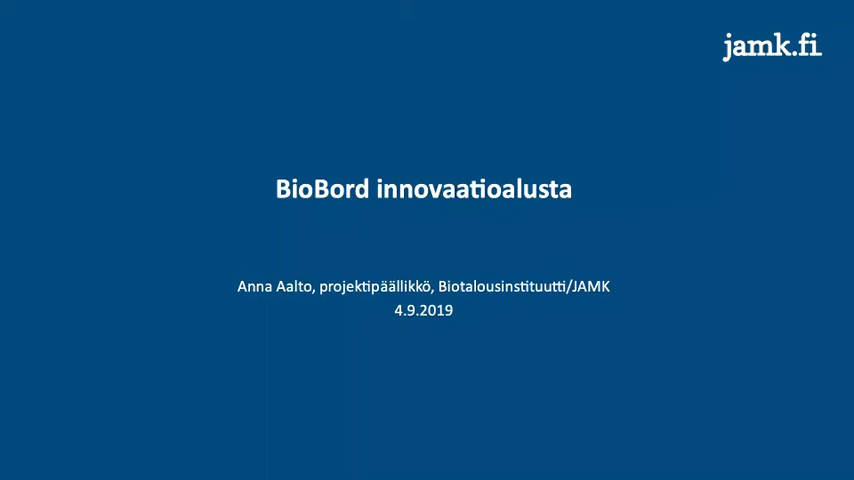 jamk.fi
BioBord innovaatioalusta
Anna Aalto, projektipäällikkö, Biotalousinstituutti/JAMK
4.9.2019